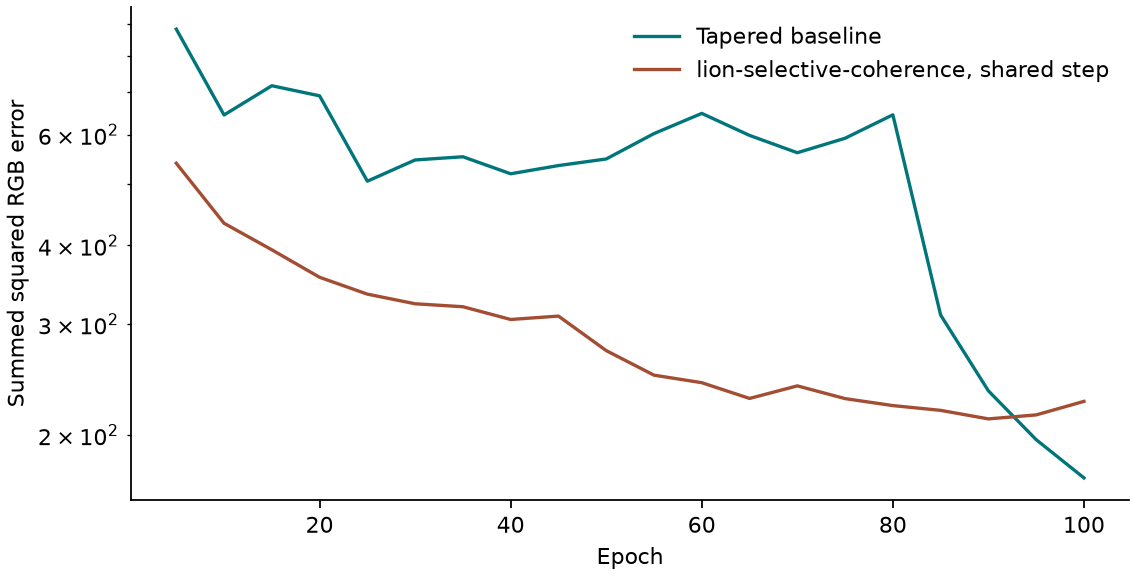 Tapered baseline
lion-selective-coherence, shared step
Summed squared RGB error
6 × 10²
4 × 10²
3 × 10²
2 × 10²
20 40 60 80 100
Epoch